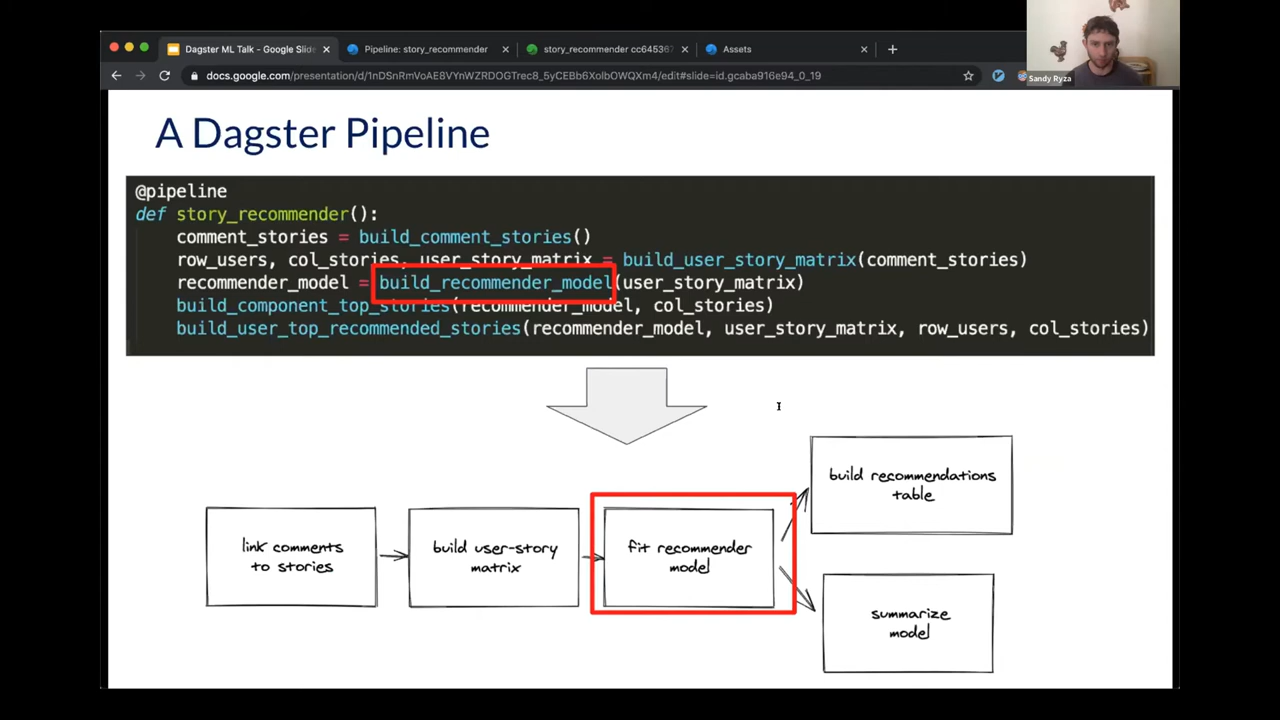 Dagster ML Talk - Google Slide
Pipeline: story_recommender
story_recommender cc64536
Assets
docs.google.com/presentation/d/1nDSnRmVoAE8VYnWZRDOGTrec8_5yCEBb6XolbOWQXm4/edit#slide=id.gcaba916e94_0_19
Sandy Ryza
A Dagster Pipeline
@pipeline
def story_recommender():
comment_stories = build_comment_stories()
row_users, col_stories, user_story_matrix = build_user_story_matrix(comment_stories)
recommender_model = build_recommender_model(user_story_matrix)
build_component_top_stories(recommender_model, col_stories)
build_user_top_recommended_stories(recommender_model, user_story_matrix, row_users, col_stories)
link comments
to stories
build user-story
matrix
fit recommender
model
build recommendations
table
summarize
model